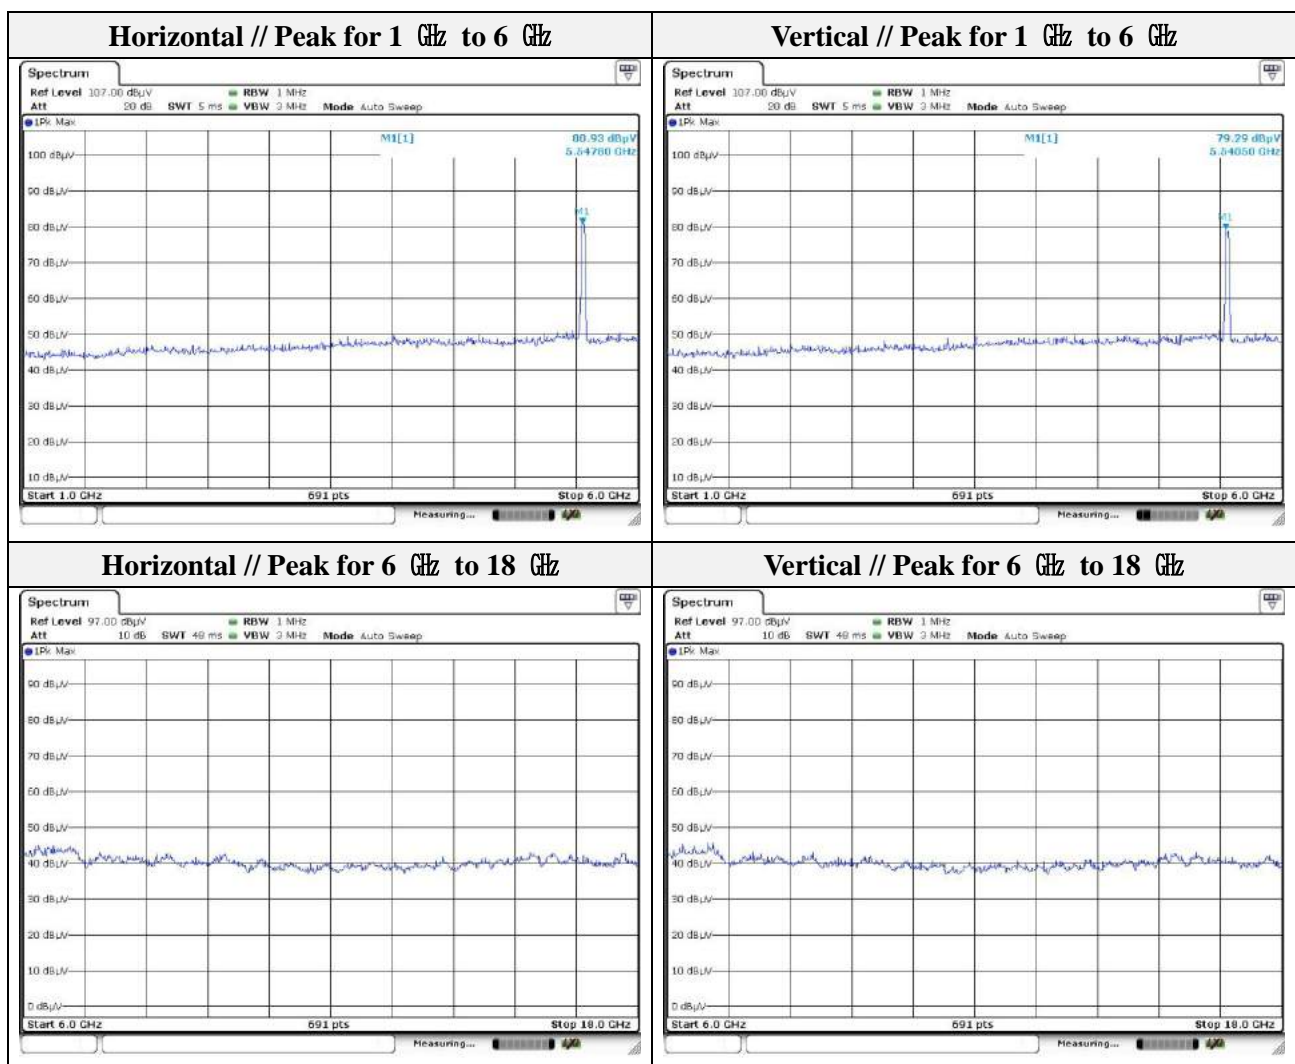 Horizontal // Peak for 1 ㎓ to 6 ㎓
Spectrum
Ref Level 107.00 dBµV RBW 1 MHz
Att 20 dB SWT 5 ms VBW 3 MHz Mode Auto Sweep
1Pk Max
M1[1] 80.93 dBµV
5.54780 GHz
M1
100 dBµV
90 dBµV
80 dBµV
70 dBµV
60 dBµV
50 dBµV
40 dBµV
30 dBµV
20 dBµV
10 dBµV
Start 1.0 GHz 691 pts Stop 6.0 GHz
Measuring...
Vertical // Peak for 1 ㎓ to 6 ㎓
Spectrum
Ref Level 107.00 dBµV RBW 1 MHz
Att 20 dB SWT 5 ms VBW 3 MHz Mode Auto Sweep
1Pk Max
M1[1] 79.29 dBµV
5.54050 GHz
M1
100 dBµV
90 dBµV
80 dBµV
70 dBµV
60 dBµV
50 dBµV
40 dBµV
30 dBµV
20 dBµV
10 dBµV
Start 1.0 GHz 691 pts Stop 6.0 GHz
Measuring...
Horizontal // Peak for 6 ㎓ to 18 ㎓
Spectrum
Ref Level 97.00 dBµV RBW 1 MHz
Att 10 dB SWT 48 ms VBW 3 MHz Mode Auto Sweep
1Pk Max
90 dBµV
80 dBµV
70 dBµV
60 dBµV
50 dBµV
40 dBµV
30 dBµV
20 dBµV
10 dBµV
0 dBµV
Start 6.0 GHz 691 pts Stop 18.0 GHz
Measuring...
Vertical // Peak for 6 ㎓ to 18 ㎓
Spectrum
Ref Level 97.00 dBµV RBW 1 MHz
Att 10 dB SWT 48 ms VBW 3 MHz Mode Auto Sweep
1Pk Max
90 dBµV
80 dBµV
70 dBµV
60 dBµV
50 dBµV
40 dBµV
30 dBµV
20 dBµV
10 dBµV
0 dBµV
Start 6.0 GHz 691 pts Stop 18.0 GHz
Measuring...